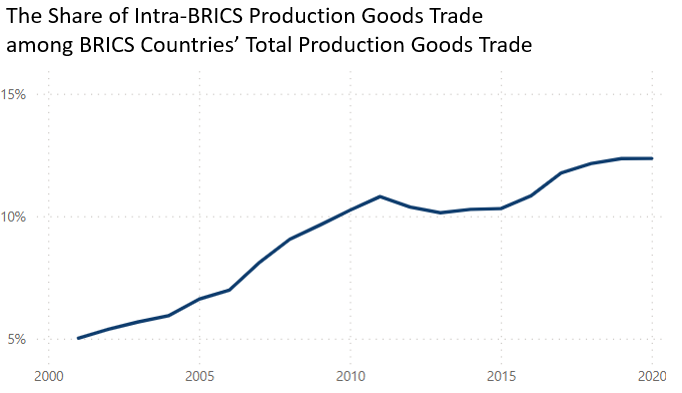 The Share of Intra-BRICS Production Goods Trade
among BRICS Countries’ Total Production Goods Trade
15%
10%
5%
2000 2005 2010 2015 2020